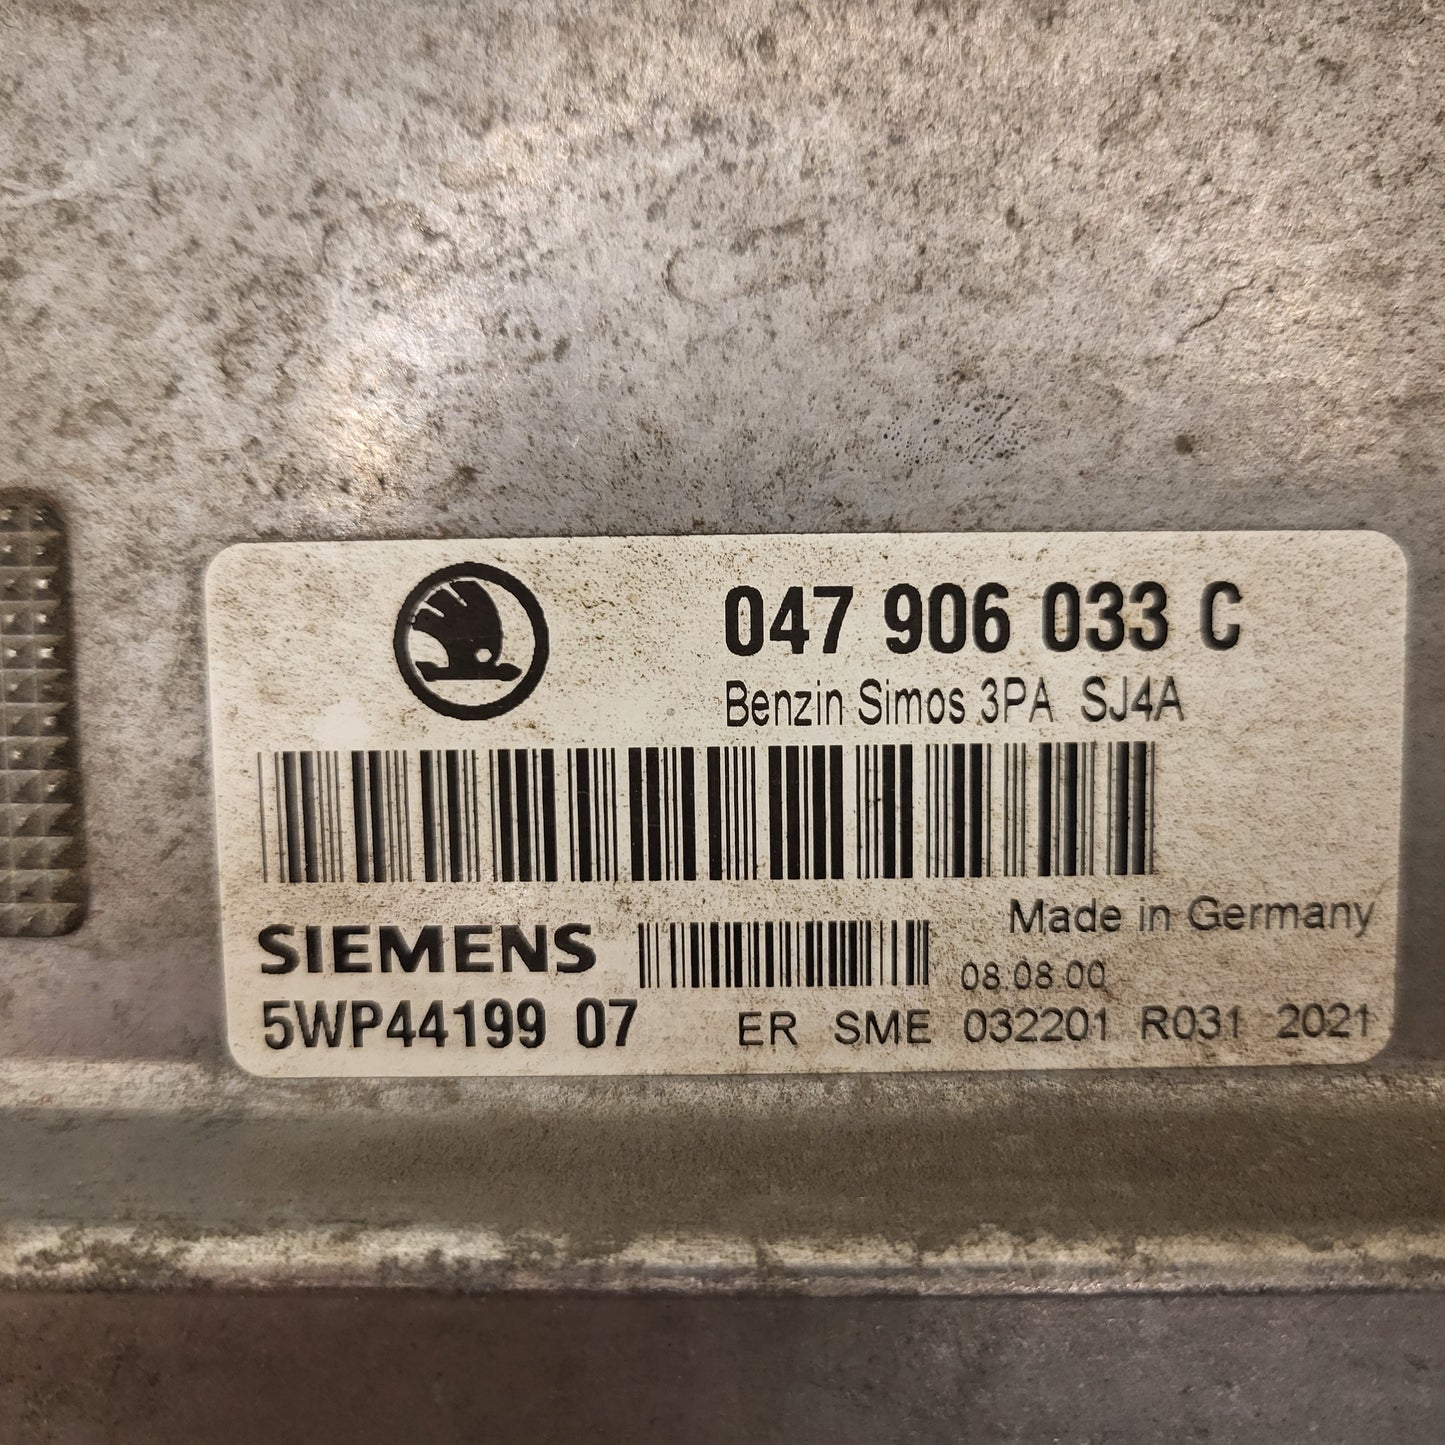 047 906 033 C
Benzin Simos 3PA SJ4A
Made in Germany
SIEMENS
08.08.00
5WP44199 07
ER SME 032201 R031 2021